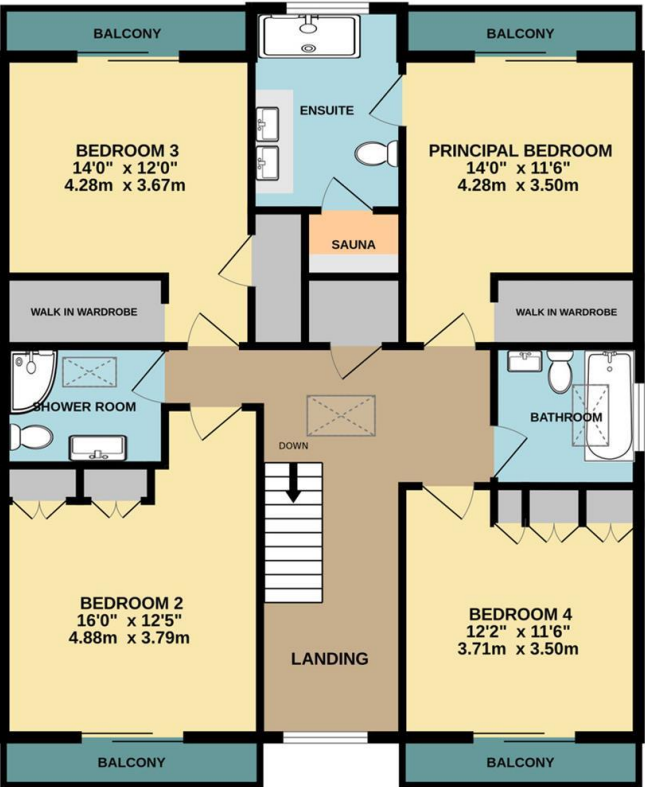 BALCONY
BALCONY
ENSUITE
BEDROOM 3
14'0" x 12'0"
4.28m x 3.67m
PRINCIPAL BEDROOM
14'0" x 11'6"
4.28m x 3.50m
SAUNA
WALK IN WARDROBE
WALK IN WARDROBE
SHOWER ROOM
BATHROOM
DOWN
BEDROOM 2
16'0" x 12'5"
4.88m x 3.79m
BEDROOM 4
12'2" x 11'6"
3.71m x 3.50m
LANDING
BALCONY
BALCONY